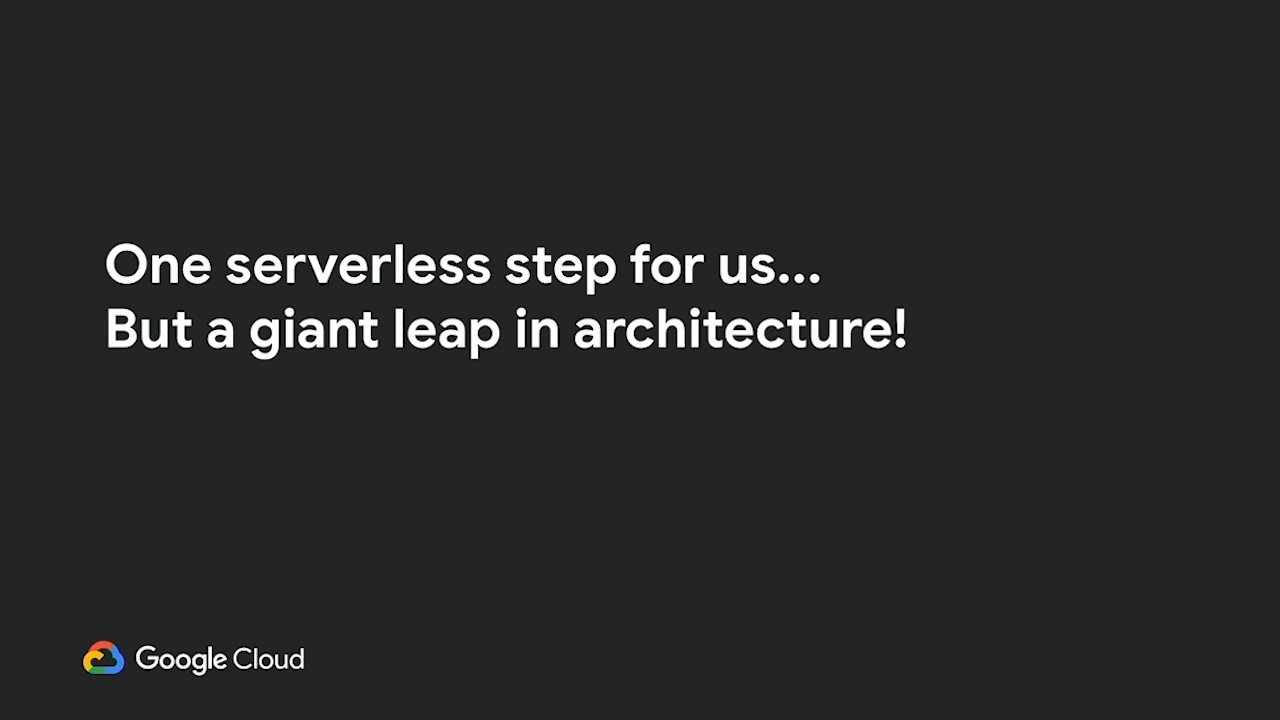 One serverless step for us...
But a giant leap in architecture!
Google Cloud